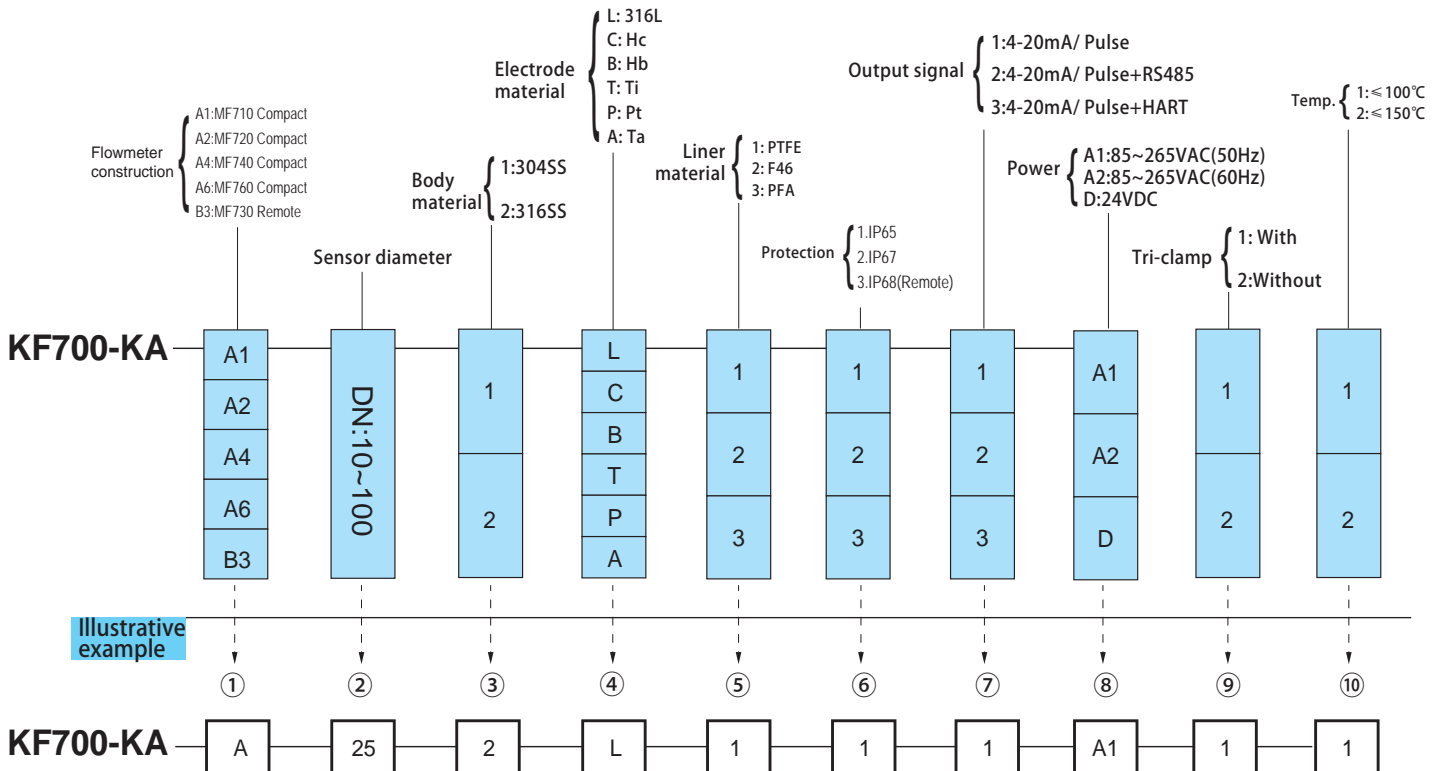 Flowmeter
construction
A1:MF710 Compact
A2:MF720 Compact
A4:MF740 Compact
A6:MF760 Compact
B3:MF730 Remote
Sensor diameter
Body
material
1:304SS
2:316SS
Electrode
material
L: 316L
C: Hc
B: Hb
T: Ti
P: Pt
A: Ta
Liner
material
1: PTFE
2: F46
3: PFA
Protection
1.IP65
2.IP67
3.IP68(Remote)
Output signal
1:4-20mA/ Pulse
2:4-20mA/ Pulse+RS485
3:4-20mA/ Pulse+HART
Power
A1:85~265VAC(50Hz)
A2:85~265VAC(60Hz)
D:24VDC
Tri-clamp
1: With
2:Without
Temp.
1:≤100℃
2:≤150℃
KF700-KA
A1
A2
A4
A6
B3
DN:10~100
1
2
L
C
B
T
P
A
1
2
3
1
2
3
1
2
3
A1
A2
D
1
2
1
2
Illustrative
example
① ② ③ ④ ⑤ ⑥ ⑦ ⑧ ⑨ ⑩
KF700-KA A 25 2 L 1 1 1 A1 1 1